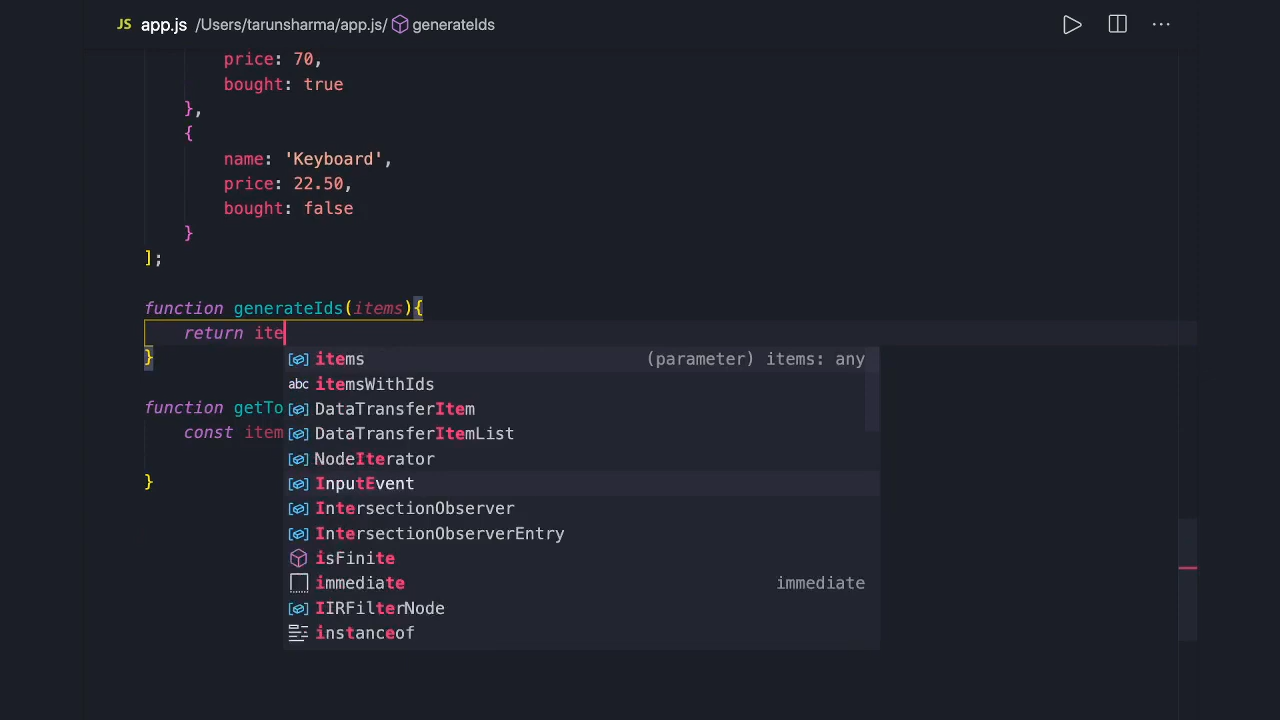 JS app.js /Users/tarunsharma/app.js/ generateIds
price: 70,
bought: true
},
{
name: 'Keyboard',
price: 22.50,
bought: false
}
];
function generateIds(items){
return ite
items (parameter) items: any
}
abc itemsWithIds
function getTo
DataTransferItem
const item
DataTransferItemList
NodeIterator
}
InputEvent
IntersectionObserver
IntersectionObserverEntry
isFinite
immediate immediate
IIRFilterNode
instanceof